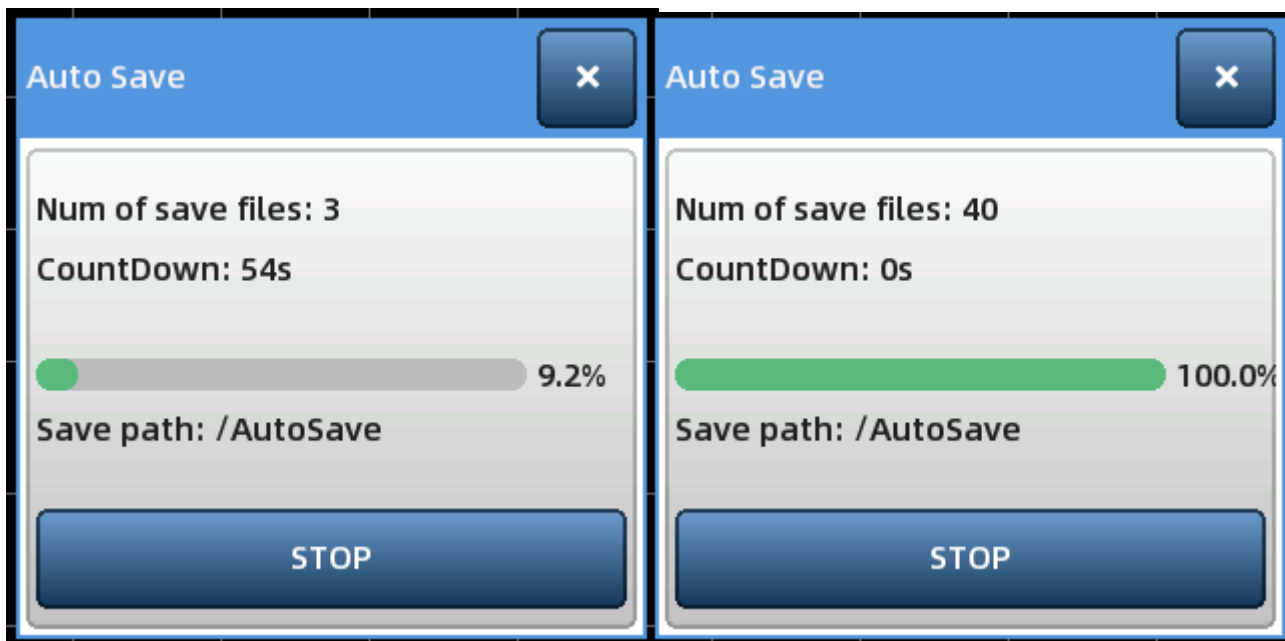 Auto Save
×
Num of save files: 3
CountDown: 54s
9.2%
Save path: /AutoSave
STOP
Auto Save
×
Num of save files: 40
CountDown: 0s
100.0%
Save path: /AutoSave
STOP